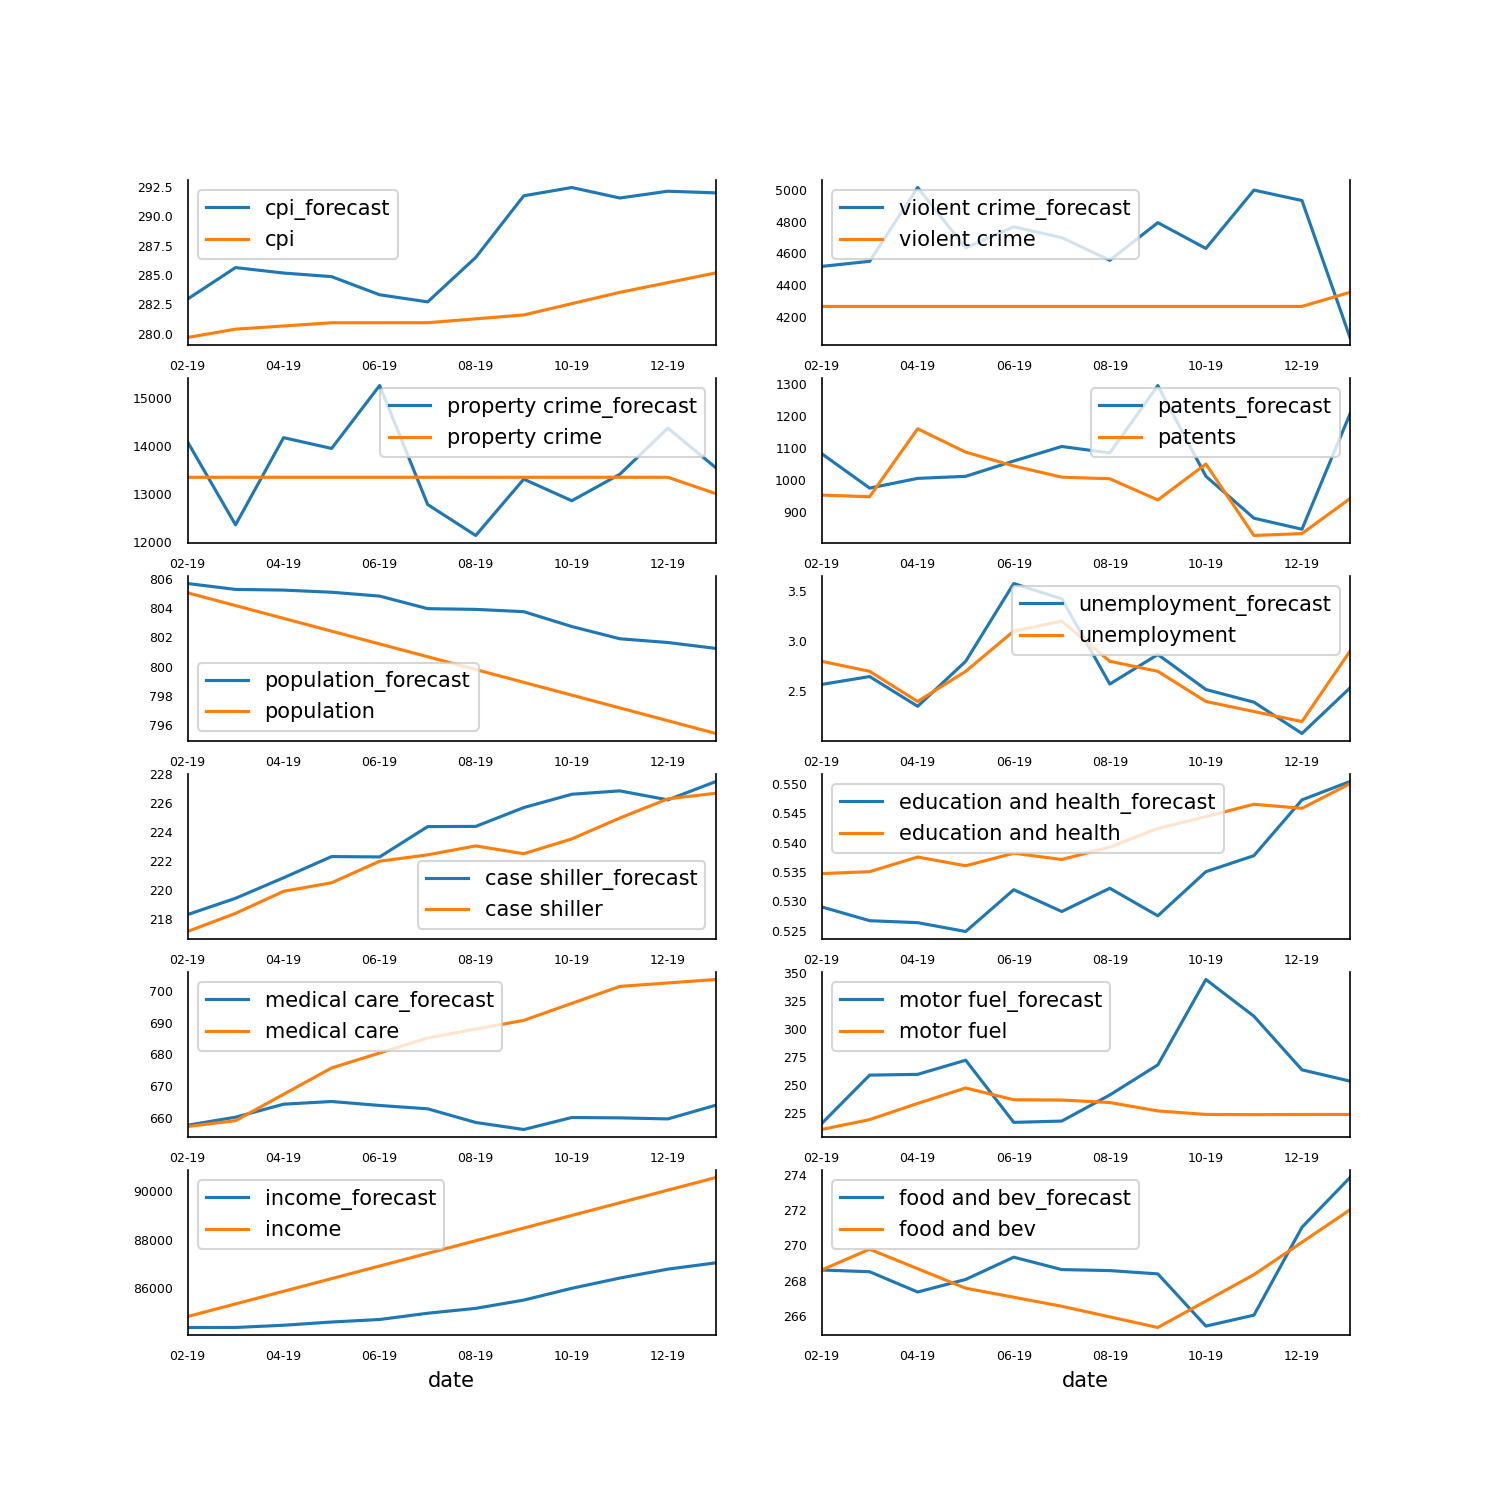 292.5
290.0
287.5
285.0
282.5
280.0
cpi_forecast
cpi
02-19 04-19 06-19 08-19 10-19 12-19
5000
4800
4600
4400
4200
violent crime_forecast
violent crime
02-19 04-19 06-19 08-19 10-19 12-19
15000
14000
13000
12000
property crime_forecast
property crime
02-19 04-19 06-19 08-19 10-19 12-19
1300
1200
1100
1000
900
patents_forecast
patents
02-19 04-19 06-19 08-19 10-19 12-19
806
804
802
800
798
796
population_forecast
population
02-19 04-19 06-19 08-19 10-19 12-19
3.5
3.0
2.5
unemployment_forecast
unemployment
02-19 04-19 06-19 08-19 10-19 12-19
228
226
224
222
220
218
case shiller_forecast
case shiller
02-19 04-19 06-19 08-19 10-19 12-19
0.550
0.545
0.540
0.535
0.530
0.525
education and health_forecast
education and health
02-19 04-19 06-19 08-19 10-19 12-19
700
690
680
670
660
medical care_forecast
medical care
02-19 04-19 06-19 08-19 10-19 12-19
350
325
300
275
250
225
motor fuel_forecast
motor fuel
02-19 04-19 06-19 08-19 10-19 12-19
90000
88000
86000
income_forecast
income
02-19 04-19 06-19 08-19 10-19 12-19
date
274
272
270
268
266
food and bev_forecast
food and bev
02-19 04-19 06-19 08-19 10-19 12-19
date